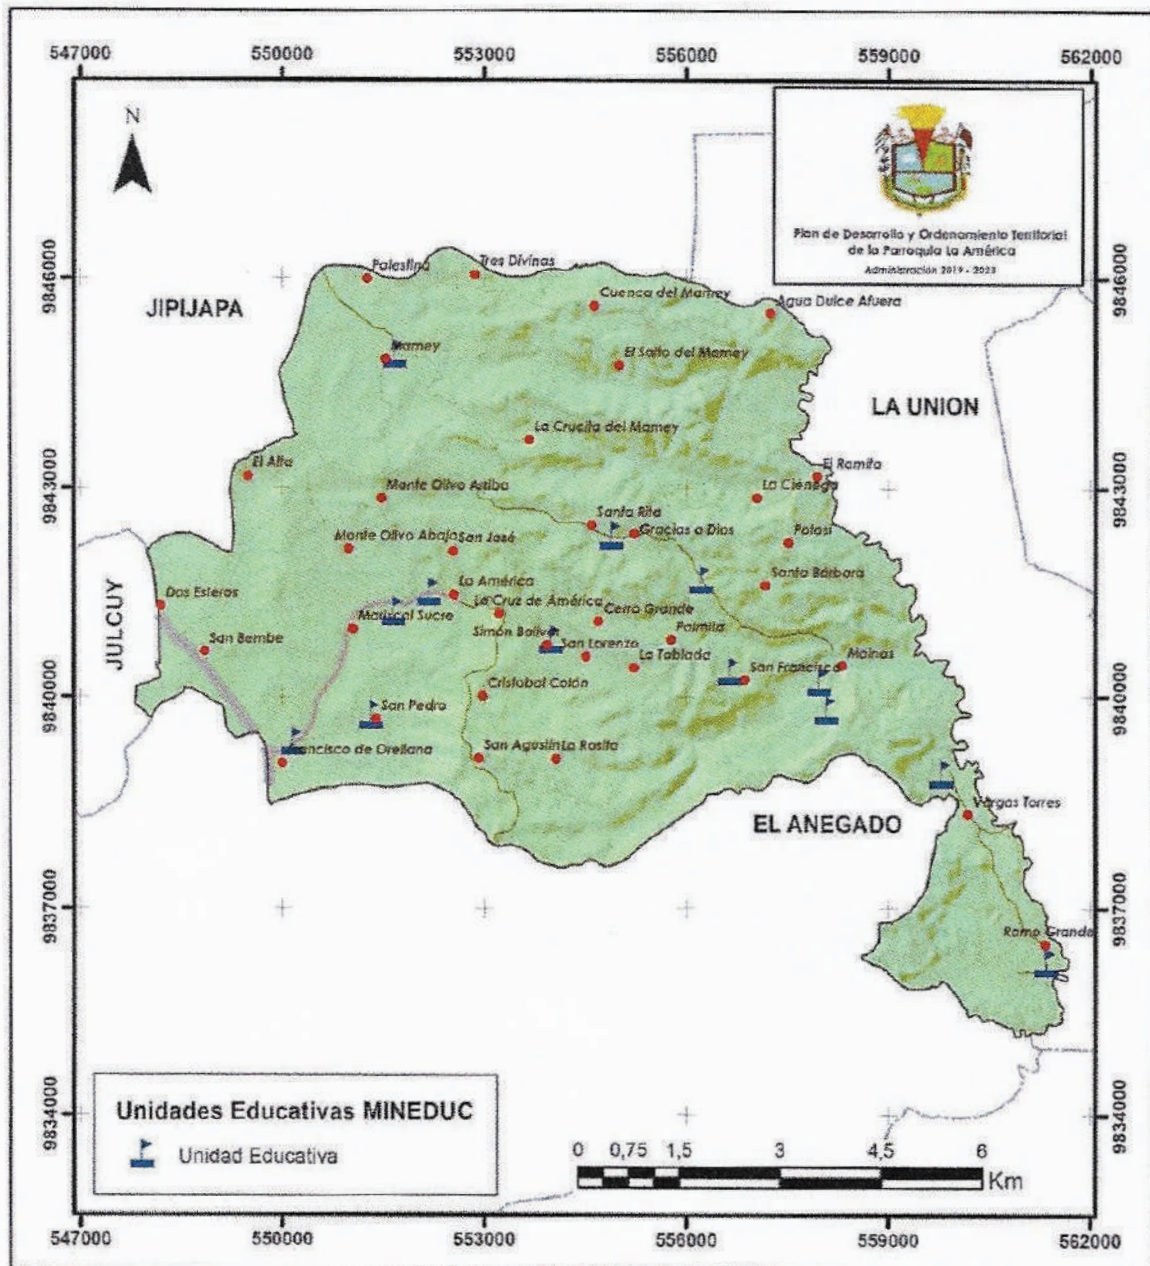 547000 550000 553000 556000 559000 562000
N
Plan de Desarrollo y Ordenamiento Territorial
de la Parroquia La América
Administración 2019 - 2023
9846000 9846000
Palestina Tres Divinas
Cuenca del Mamey Agua Dulce Afuera
JIPIJAPA
Mamey El Salto del Mamey
LA UNION
La Crucita del Mamey
El Alta El Ramito
9843000 9843000
Monte Olivo Arriba La Ciénega
Santa Rita
Gracias a Dios Potosí
Monte Olivo Abajo San José
La América Santa Bárbara
Dos Esteros La Cruz de América
JULCUY
Mariscal Sucre Cerro Grande
Simón Bolívar Palmita
San Bembe San Lorenzo La Tablada San Francisco Molnas
9840000 9840000
Cristobal Colón
San Pedro
Francisco de Orellana San Agustín La Rosita
Vargas Torres
EL ANEGADO
9837000 9837000
Ramo Grande
9834000 9834000
Unidades Educativas MINEDUC
Unidad Educativa
0 0,75 1,5 3 4,5 6
Km
547000 550000 553000 556000 559000 562000